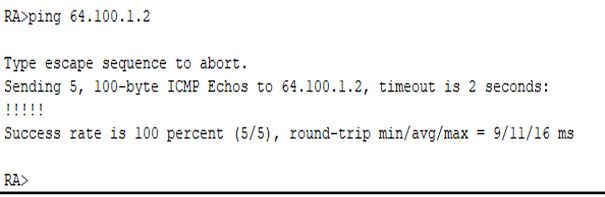 RA>ping 64.100.1.2
Type escape sequence to abort.
Sending 5, 100-byte ICMP Echos to 64.100.1.2, timeout is 2 seconds:
!!!!!
Success rate is 100 percent (5/5), round-trip min/avg/max = 9/11/16 ms
RA>